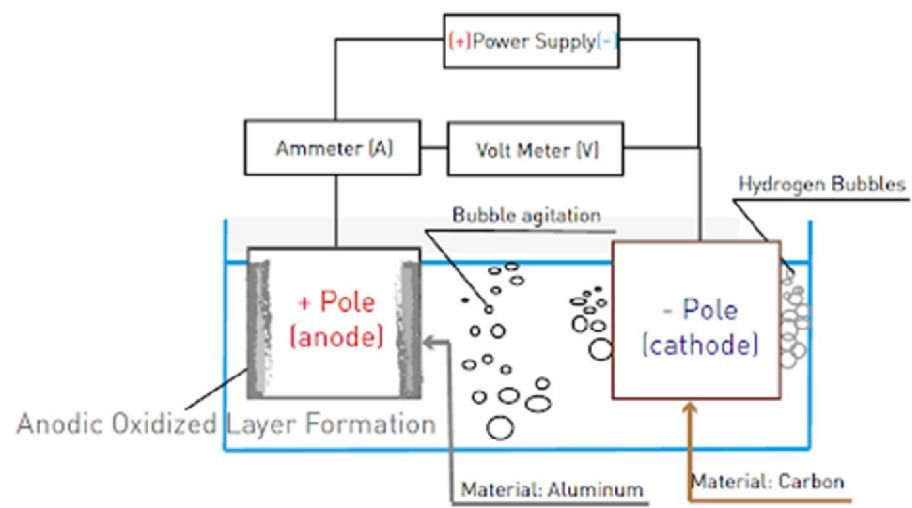 (+)Power Supply(-)
Ammeter (A)
Volt Meter (V)
Hydrogen Bubbles
Bubble agitation
+ Pole
(anode)
- Pole
(cathode)
Anodic Oxidized Layer Formation
Material: Aluminum
Material: Carbon